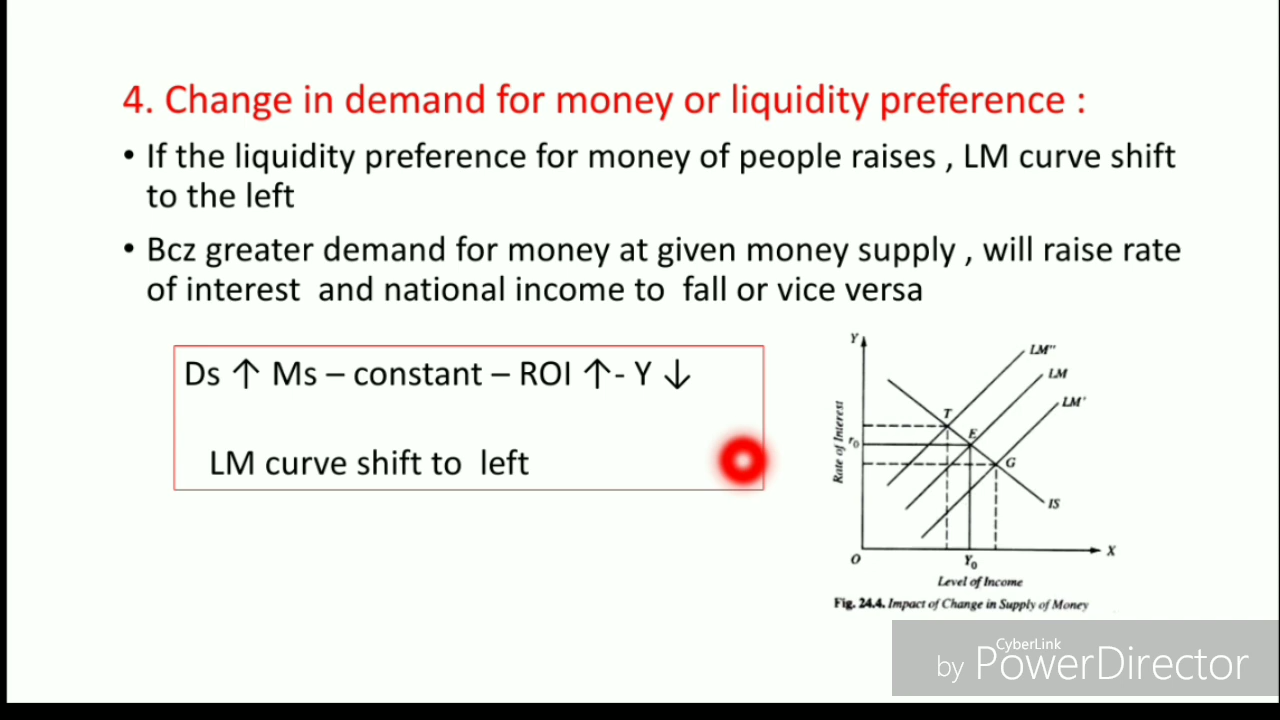 4. Change in demand for money or liquidity preference :
• If the liquidity preference for money of people raises , LM curve shift
to the left
• Bcz greater demand for money at given money supply , will raise rate
of interest and national income to fall or vice versa
Ds ↑ Ms – constant – ROI ↑- Y ↓
LM curve shift to left
Y
LM"
LM
LM'
T
E
G
IS
Rate of Interest
r₀
O
Y₀
X
Level of Income
Fig. 24.4. Impact of Change in Supply of Money
CyberLink
by PowerDirector